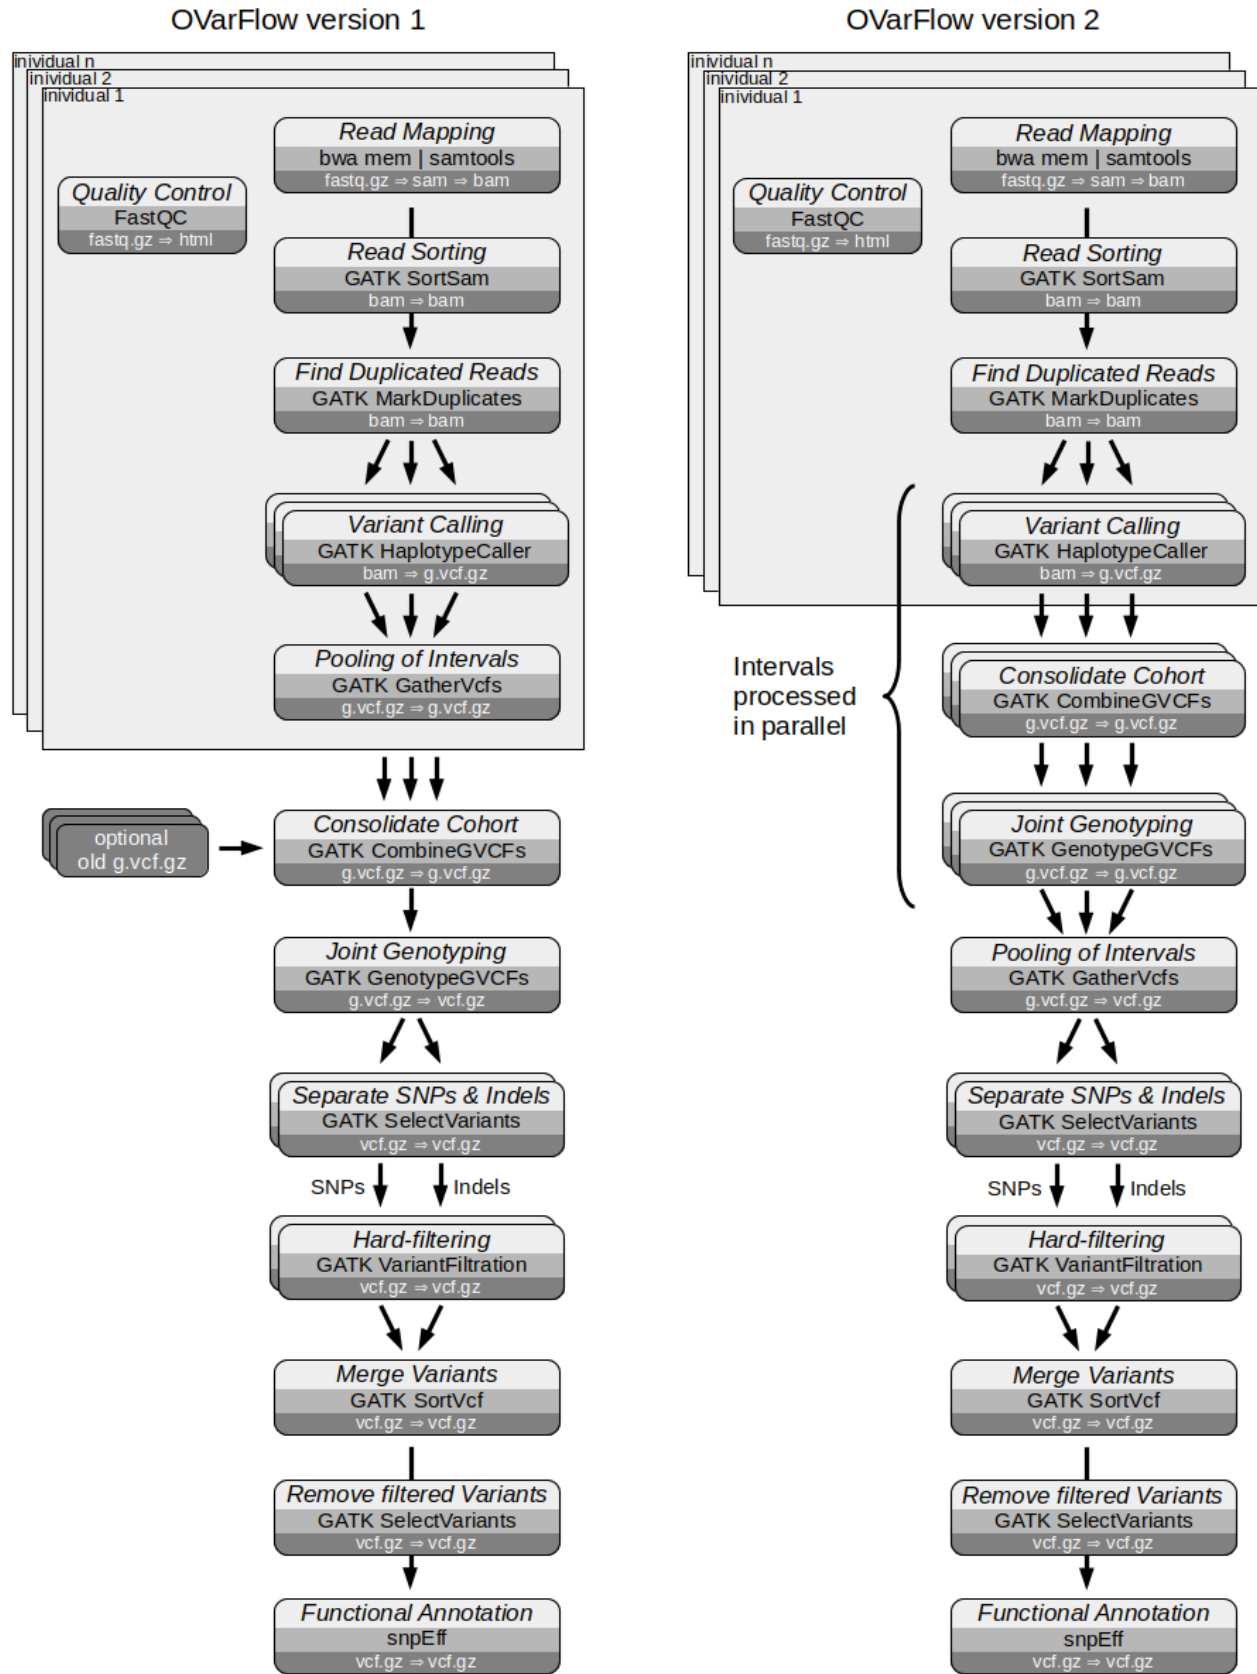 OVarFlow version 1
inividual n
inividual 2
inividual 1
Read Mapping
bwa mem | samtools
fastq.gz ⇒ sam ⇒ bam
Quality Control
FastQC
fastq.gz ⇒ html
Read Sorting
GATK SortSam
bam ⇒ bam
Find Duplicated Reads
GATK MarkDuplicates
bam ⇒ bam
Variant Calling
GATK HaplotypeCaller
bam ⇒ g.vcf.gz
Pooling of Intervals
GATK GatherVcfs
g.vcf.gz ⇒ g.vcf.gz
optional
old g.vcf.gz
Consolidate Cohort
GATK CombineGVCFs
g.vcf.gz ⇒ g.vcf.gz
Joint Genotyping
GATK GenotypeGVCFs
g.vcf.gz ⇒ vcf.gz
Separate SNPs & Indels
GATK SelectVariants
vcf.gz ⇒ vcf.gz
SNPs
Indels
Hard-filtering
GATK VariantFiltration
vcf.gz ⇒ vcf.gz
Merge Variants
GATK SortVcf
vcf.gz ⇒ vcf.gz
Remove filtered Variants
GATK SelectVariants
vcf.gz ⇒ vcf.gz
Functional Annotation
snpEff
vcf.gz ⇒ vcf.gz
OVarFlow version 2
inividual n
inividual 2
inividual 1
Read Mapping
bwa mem | samtools
fastq.gz ⇒ sam ⇒ bam
Quality Control
FastQC
fastq.gz ⇒ html
Read Sorting
GATK SortSam
bam ⇒ bam
Find Duplicated Reads
GATK MarkDuplicates
bam ⇒ bam
Variant Calling
GATK HaplotypeCaller
bam ⇒ g.vcf.gz
Intervals
processed
in parallel
Consolidate Cohort
GATK CombineGVCFs
g.vcf.gz ⇒ g.vcf.gz
Joint Genotyping
GATK GenotypeGVCFs
g.vcf.gz ⇒ g.vcf.gz
Pooling of Intervals
GATK GatherVcfs
g.vcf.gz ⇒ vcf.gz
Separate SNPs & Indels
GATK SelectVariants
vcf.gz ⇒ vcf.gz
SNPs
Indels
Hard-filtering
GATK VariantFiltration
vcf.gz ⇒ vcf.gz
Merge Variants
GATK SortVcf
vcf.gz ⇒ vcf.gz
Remove filtered Variants
GATK SelectVariants
vcf.gz ⇒ vcf.gz
Functional Annotation
snpEff
vcf.gz ⇒ vcf.gz